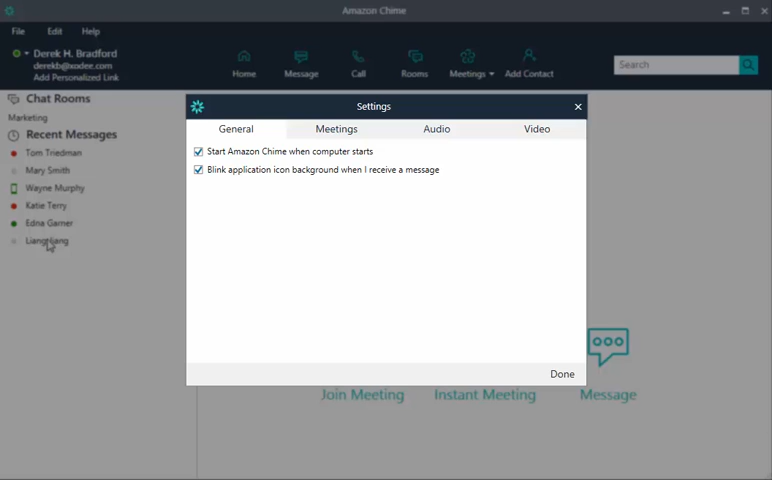 Amazon Chime
File Edit Help
Derek H. Bradford
derekb@xodee.com
Add Personalized Link
Home Message Call Rooms Meetings Add Contact
Search
Chat Rooms
Marketing
Recent Messages
Tom Triedman
Mary Smith
Wayne Murphy
Katie Terry
Edna Garner
Settings
General Meetings Audio Video
Start Amazon Chime when computer starts
Blink application icon background when I receive a message
Done
Join Meeting Instant Meeting Message